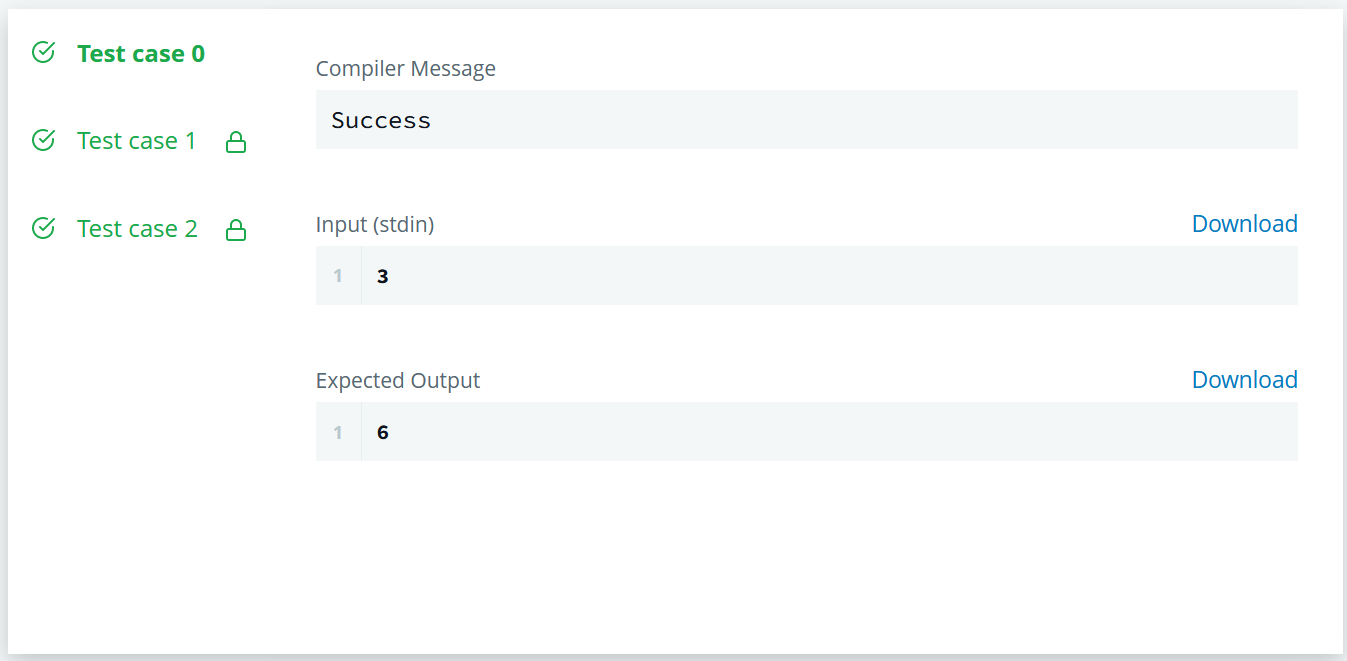 Test case 0
Test case 1
Test case 2
Compiler Message
Success
Input (stdin)
Download
1 3
Expected Output
Download
1 6